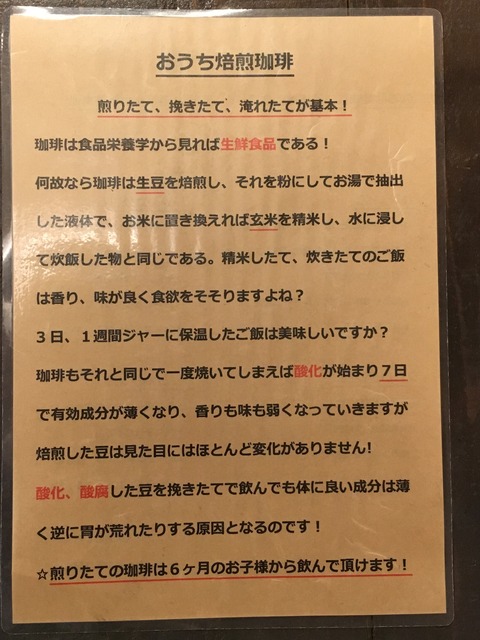 おうち焙煎珈琲
煎りたて、挽きたて、淹れたてが基本！
珈琲は食品栄養学から見れば生鮮食品である！
何故なら珈琲は生豆を焙煎し、それを粉にしてお湯で抽出
した液体で、お米に置き換えれば玄米を精米し、水に浸し
て炊飯した物と同じである。精米したて、炊きたてのご飯
は香り、味が良く食欲をそそりますよね？
３日、１週間ジャーに保温したご飯は美味しいですか？
珈琲もそれと同じで一度焼いてしまえば酸化が始まり７日
で有効成分が薄くなり、香りも味も弱くなっていきますが
焙煎した豆は見た目にはほとんど変化がありません!
酸化、酸腐した豆を挽きたてで飲んでも体に良い成分は薄
く逆に胃が荒れたりする原因となるのです！
☆煎りたての珈琲は６ヶ月のお子様から飲んで頂けます！